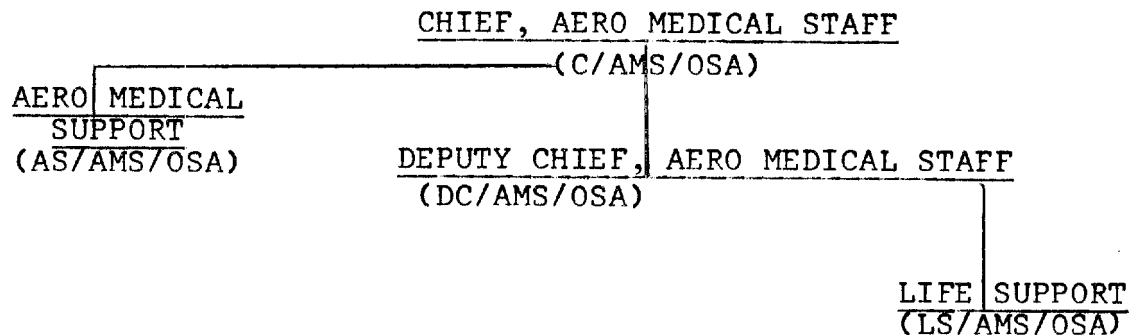 CHIEF, AERO MEDICAL STAFF
(C/AMS/OSA)
AERO MEDICAL
SUPPORT
(AS/AMS/OSA)
DEPUTY CHIEF, AERO MEDICAL STAFF
(DC/AMS/OSA)
LIFE SUPPORT
(LS/AMS/OSA)